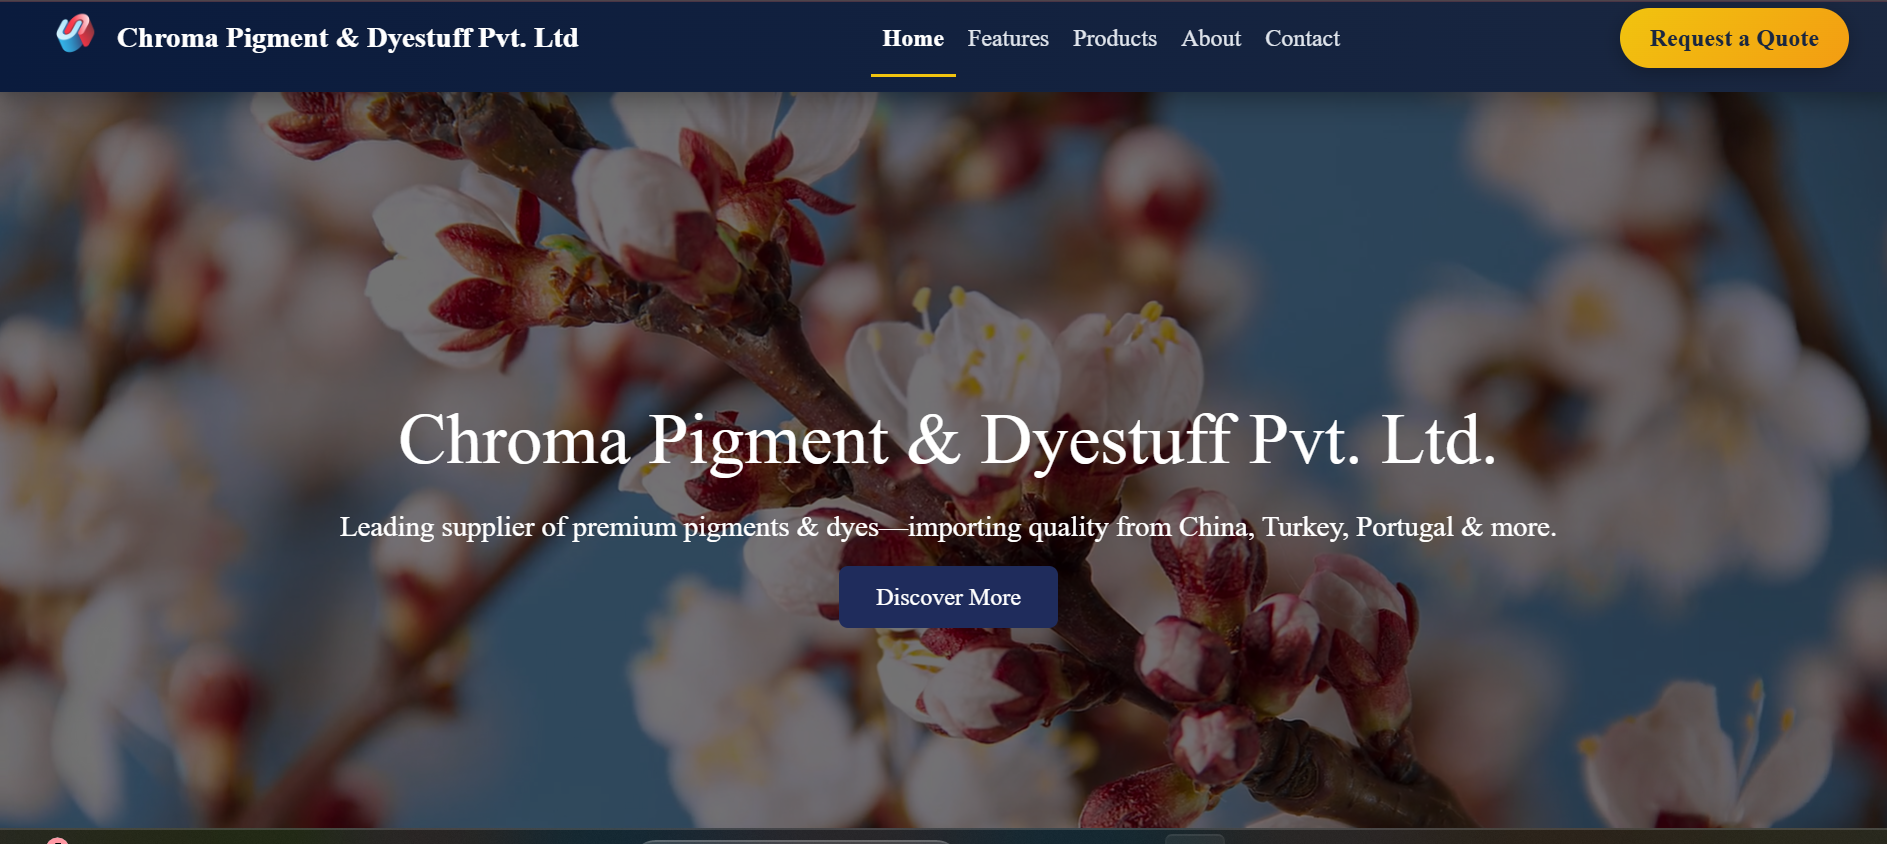 Chroma Pigment & Dyestuff Pvt. Ltd
Home Features Products About Contact
Request a Quote
Chroma Pigment & Dyestuff Pvt. Ltd.
Leading supplier of premium pigments & dyes—importing quality from China, Turkey, Portugal & more.
Discover More